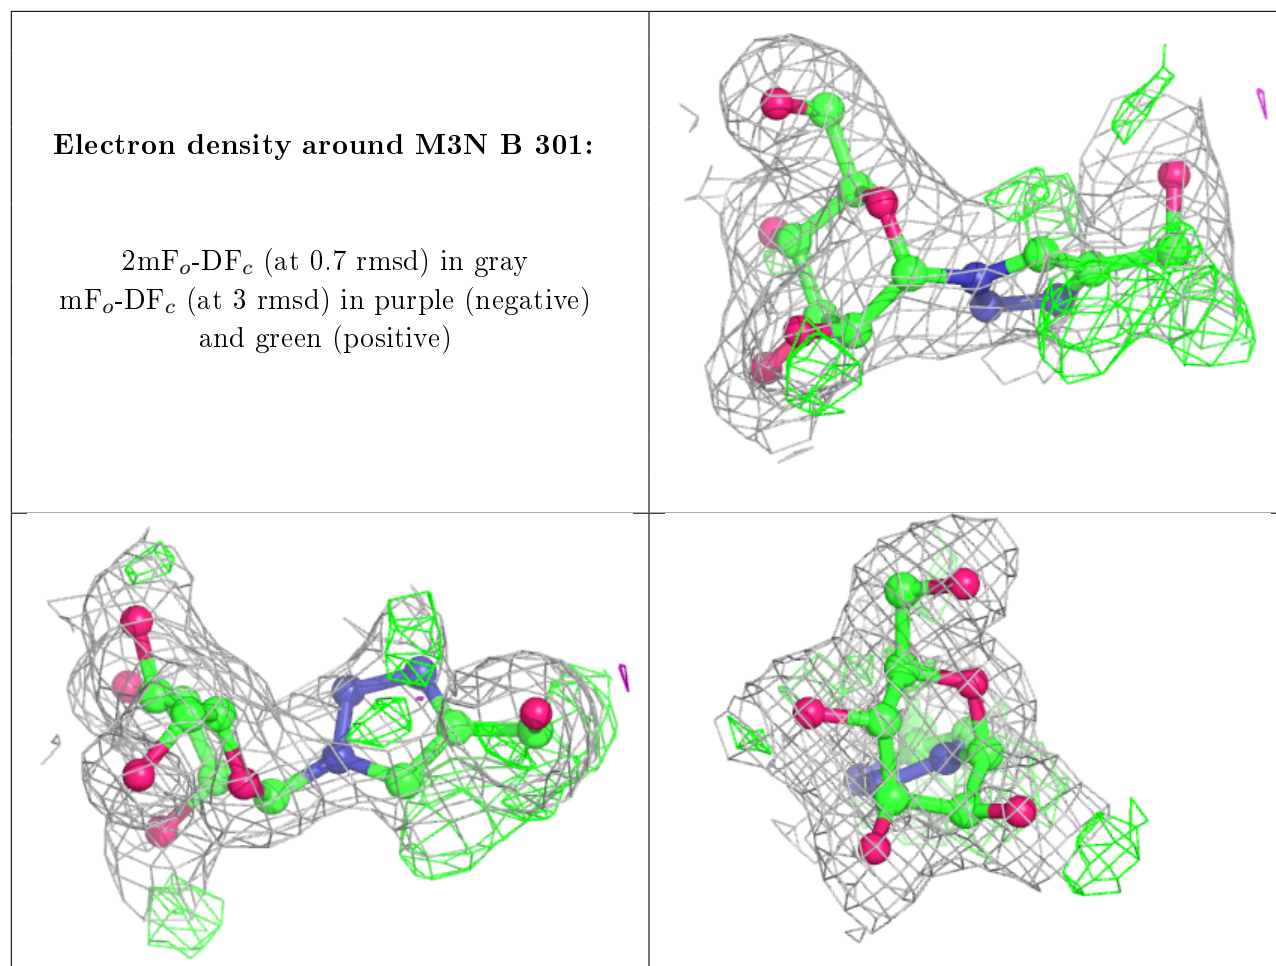 Electron density around M3N B 301:
2mFₒ-DF𝑐 (at 0.7 rmsd) in gray
mFₒ-DF𝑐 (at 3 rmsd) in purple (negative)
and green (positive)